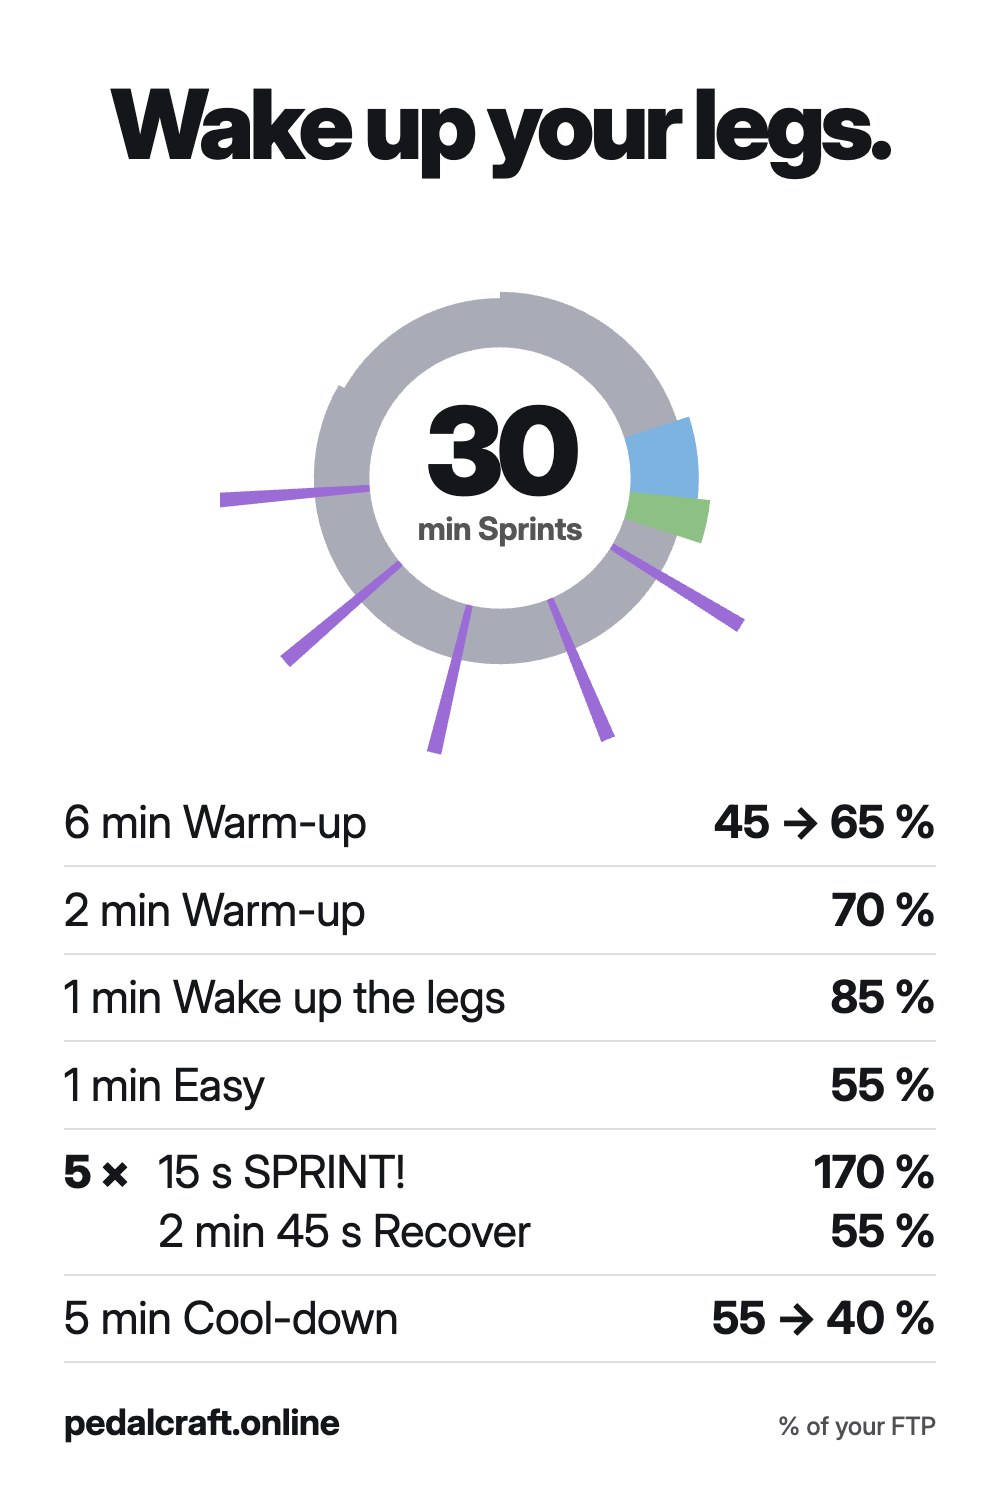 Wake up your legs.
30
min Sprints
6 min Warm-up 45 → 65 %
2 min Warm-up 70 %
1 min Wake up the legs 85 %
1 min Easy 55 %
5 × 15 s SPRINT! 170 %
2 min 45 s Recover 55 %
5 min Cool-down 55 → 40 %
pedalcraft.online % of your FTP